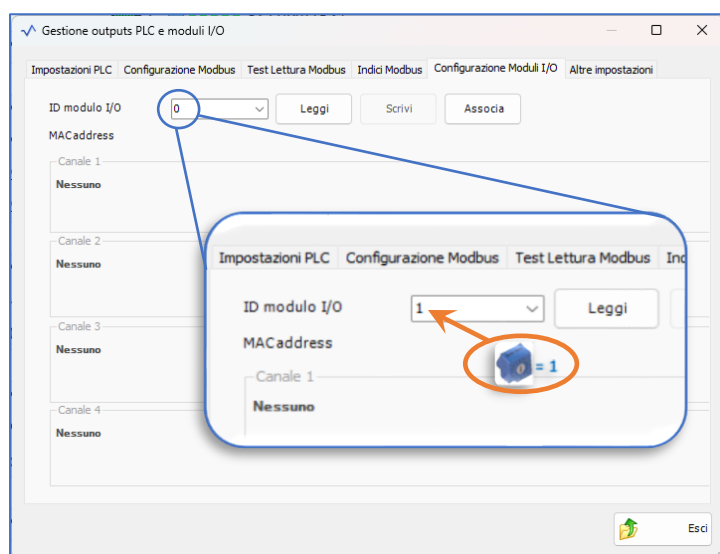 Gestione outputs PLC e moduli I/O
Impostazioni PLC Configurazione Modbus Test Lettura Modbus Indici Modbus Configurazione Moduli I/O Altre impostazioni
ID modulo I/O 0 Leggi Scrivi Associa
MACaddress
Canale 1
Nessuno
Canale 2
Nessuno
Canale 3
Nessuno
Canale 4
Nessuno
Impostazioni PLC Configurazione Modbus Test Lettura Modbus Ind
ID modulo I/O 1 Leggi
MACaddress
= 1
Canale 1
Nessuno
Esci